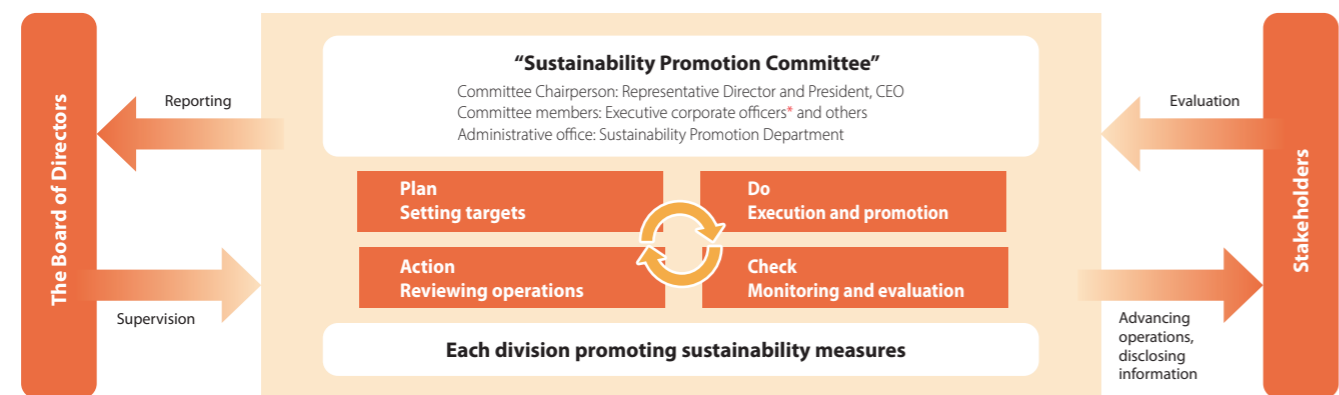 The Board of Directors
Reporting
Supervision
“Sustainability Promotion Committee”
Committee Chairperson: Representative Director and President, CEO
Committee members: Executive corporate officers* and others
Administrative office: Sustainability Promotion Department
Plan
Setting targets
Do
Execution and promotion
Action
Reviewing operations
Check
Monitoring and evaluation
Each division promoting sustainability measures
Evaluation
Advancing
operations,
disclosing
information
Stakeholders